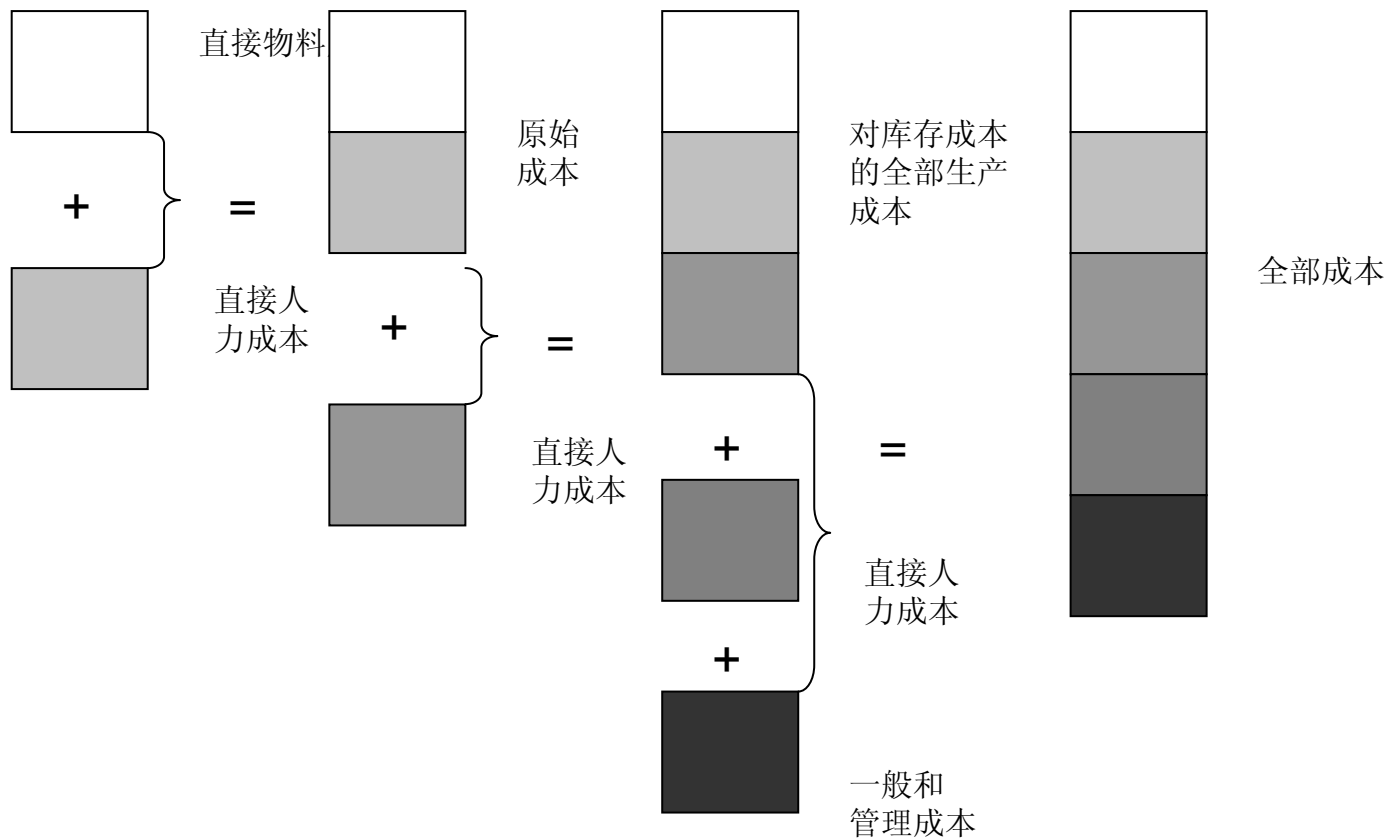 直接物料
+
=
直接人
力成本
原始
成本
+
=
直接人
力成本
对库存成本
的全部生产
成本
+
=
直接人
力成本
+
一般和
管理成本
全部成本